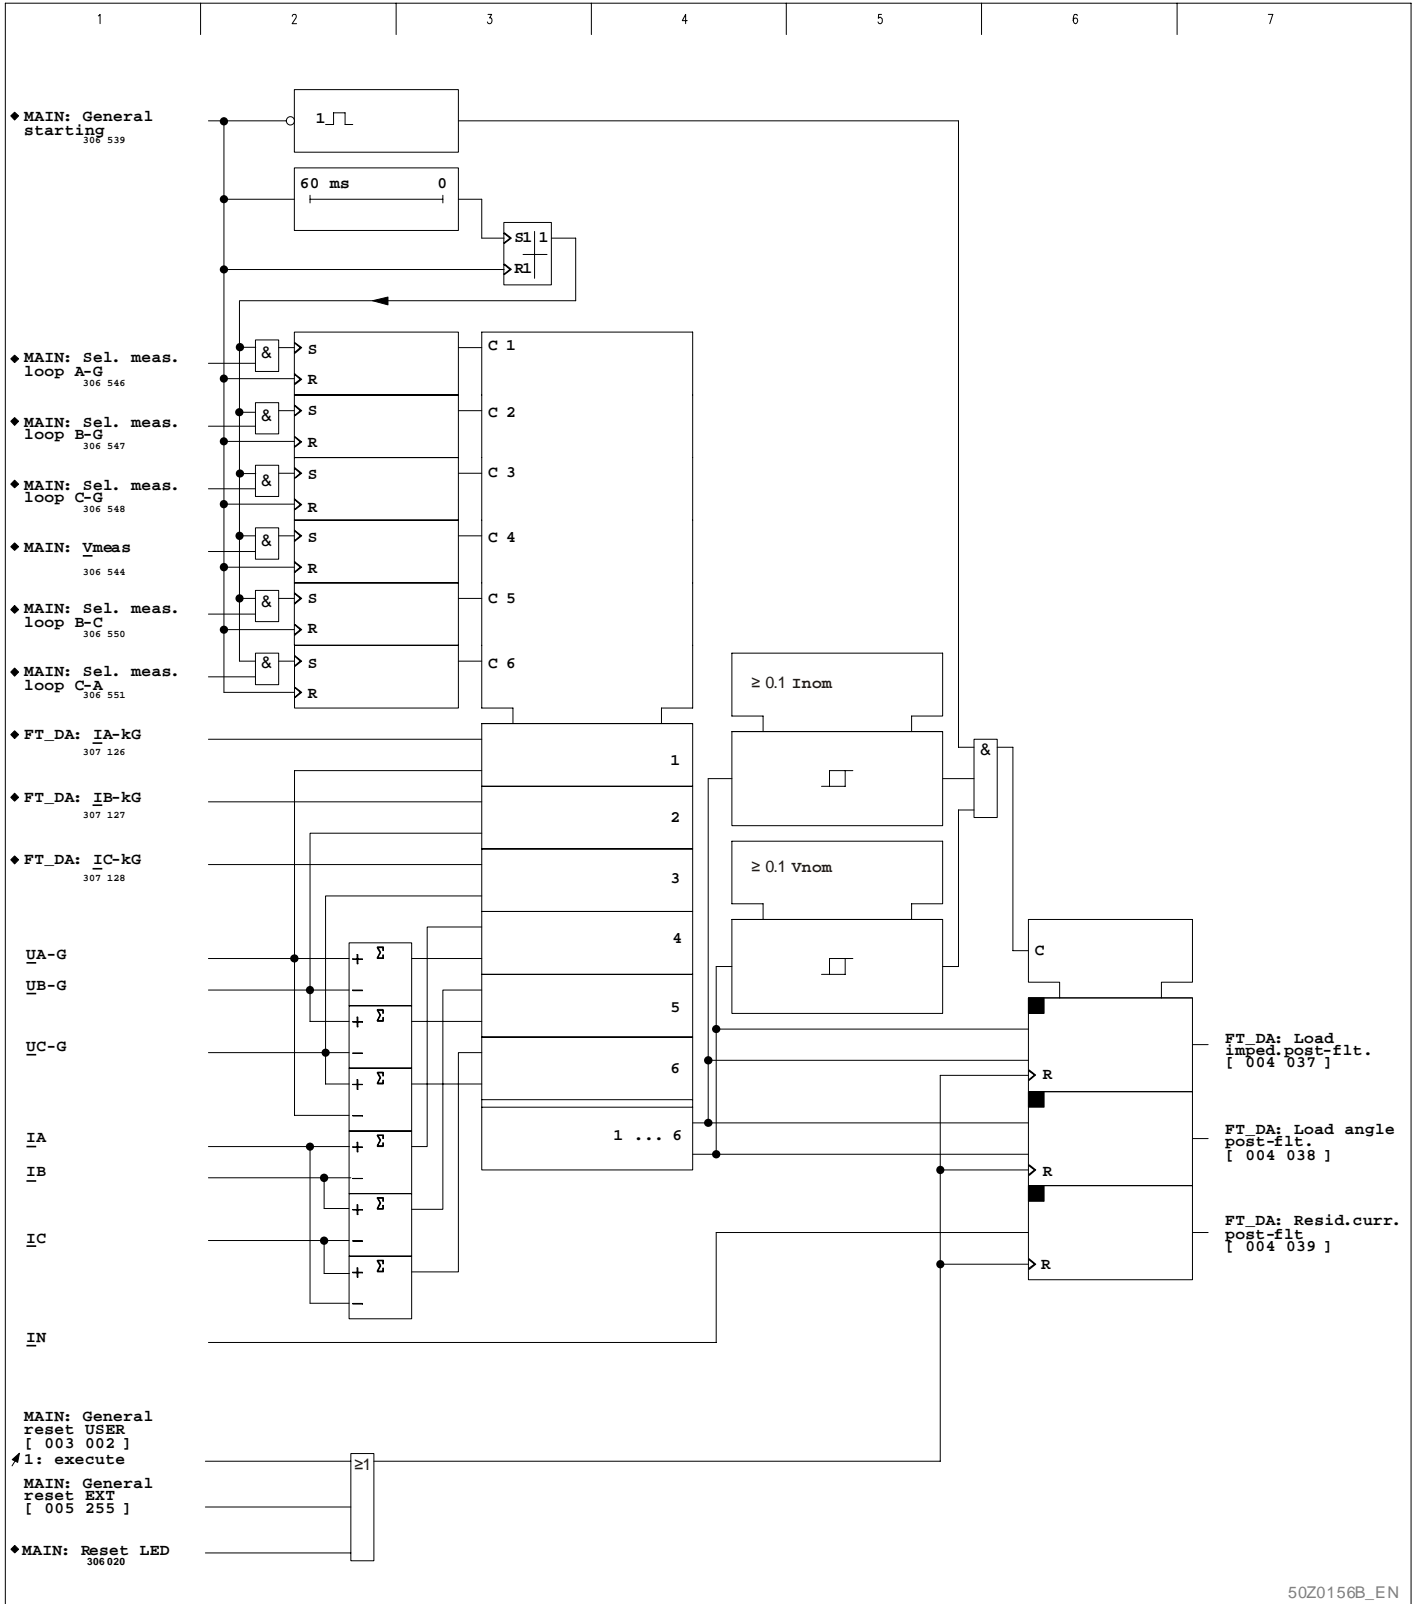 1 2 3 4 5 6 7
MAIN: General
starting
306 539
1
60 ms 0
S1 1
R1
MAIN: Sel. meas.
loop A-G
306 546
& S
R
C 1
MAIN: Sel. meas.
loop B-G
306 547
& S
R
C 2
MAIN: Sel. meas.
loop C-G
306 548
& S
R
C 3
MAIN: Vmeas
306 544
& S
R
C 4
MAIN: Sel. meas.
loop B-C
306 550
& S
R
C 5
MAIN: Sel. meas.
loop C-A
306 551
& S
R
C 6
≥ 0.1 Inom
FT_DA: IA-kG
307 126
1
&
FT_DA: IB-kG
307 127
2
FT_DA: IC-kG
307 128
3
≥ 0.1 Vnom
4
UA-G
+ Σ
C
UB-G
−
5
+ Σ
UC-G
−
6
+ Σ
−
R
FT_DA: Load
imped.post-flt.
[ 004 037 ]
1 ... 6
IA
+ Σ
IB
−
R
FT_DA: Load angle
post-flt.
[ 004 038 ]
+ Σ
IC
−
+ Σ
−
R
FT_DA: Resid.curr.
post-flt
[ 004 039 ]
IN
MAIN: General
reset USER
[ 003 002 ]
1: execute
≥1
MAIN: General
reset EXT
[ 005 255 ]
MAIN: Reset LED
306020
50Z0156B_EN